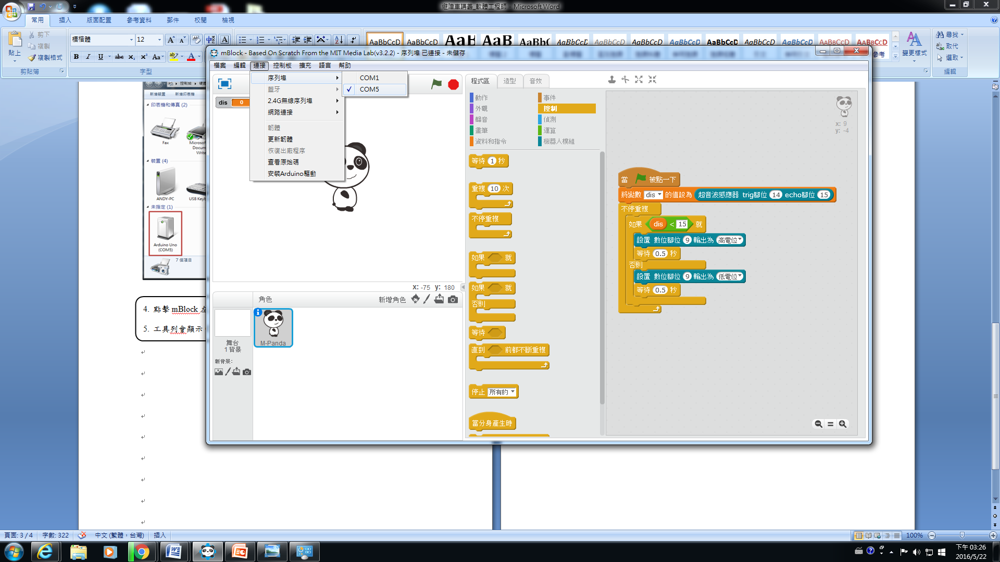 避障車講義_軟體工程師 - Microsoft Word
常用 插入 版面配置 參考資料 郵件 校閱 檢視
貼上
剪下
複製
複製格式
剪貼簿
標楷體 12
B I U abe X₂ X² Aa A
字型
AaBbCcD AaBbCcD AaB AaB AaBb( AaBbCcD AaBbCcD AaBbCcD AaBbCcD AaBbCcD AaBbCcD AaBbCcD AaBbCcD AaBbCcD
變更樣式
尋找
取代
選取
編輯
mBlock - Based On Scratch From the MIT Media Lab(v3.2.2) - 序列埠 已連接 - 未儲存
檔案 編輯 連接 控制板 擴充 語言 幫助
序列埠
藍牙
2.4G無線序列埠
網路連接
韌體
更新韌體
恢復出廠程序
查看原始碼
安裝Arduino驅動
COM1
COM5
dis 0
x: -75 y: 180
角色
新增角色
M-Panda
舞台
1 背景
新背景:
程式區 造型 音效
動作 事件
外觀 控制
聲音 偵測
畫筆 運算
資料和指令 機器人模組
等待 1 秒
重複 10 次
不停重複
如果 就
如果 就
否則
等待
直到 前都不斷重複
停止 所有的
當分身產生時
x: 9
y: -4
當 被點一下
將變數 dis 的值設為 超音波感應器 trig腳位 14 echo腳位 15
不停重複
如果 dis < 15 就
設置 數位腳位 9 輸出為 高電位
等待 0.5 秒
否則
設置 數位腳位 9 輸出為 低電位
等待 0.5 秒
控制台
新增裝置 新增印表機
印表機和傳真 (2)
Fax
裝置 (4)
ANDY-PC
未指定 (1)
Arduino Uno
(COM5)
7 個項目
4. 點擊 mBlock
5. 工具列會顯示
頁面: 3 / 4 字數: 322 中文 (繁體，台灣) 插入
100%
下午 03:26
2016/5/22